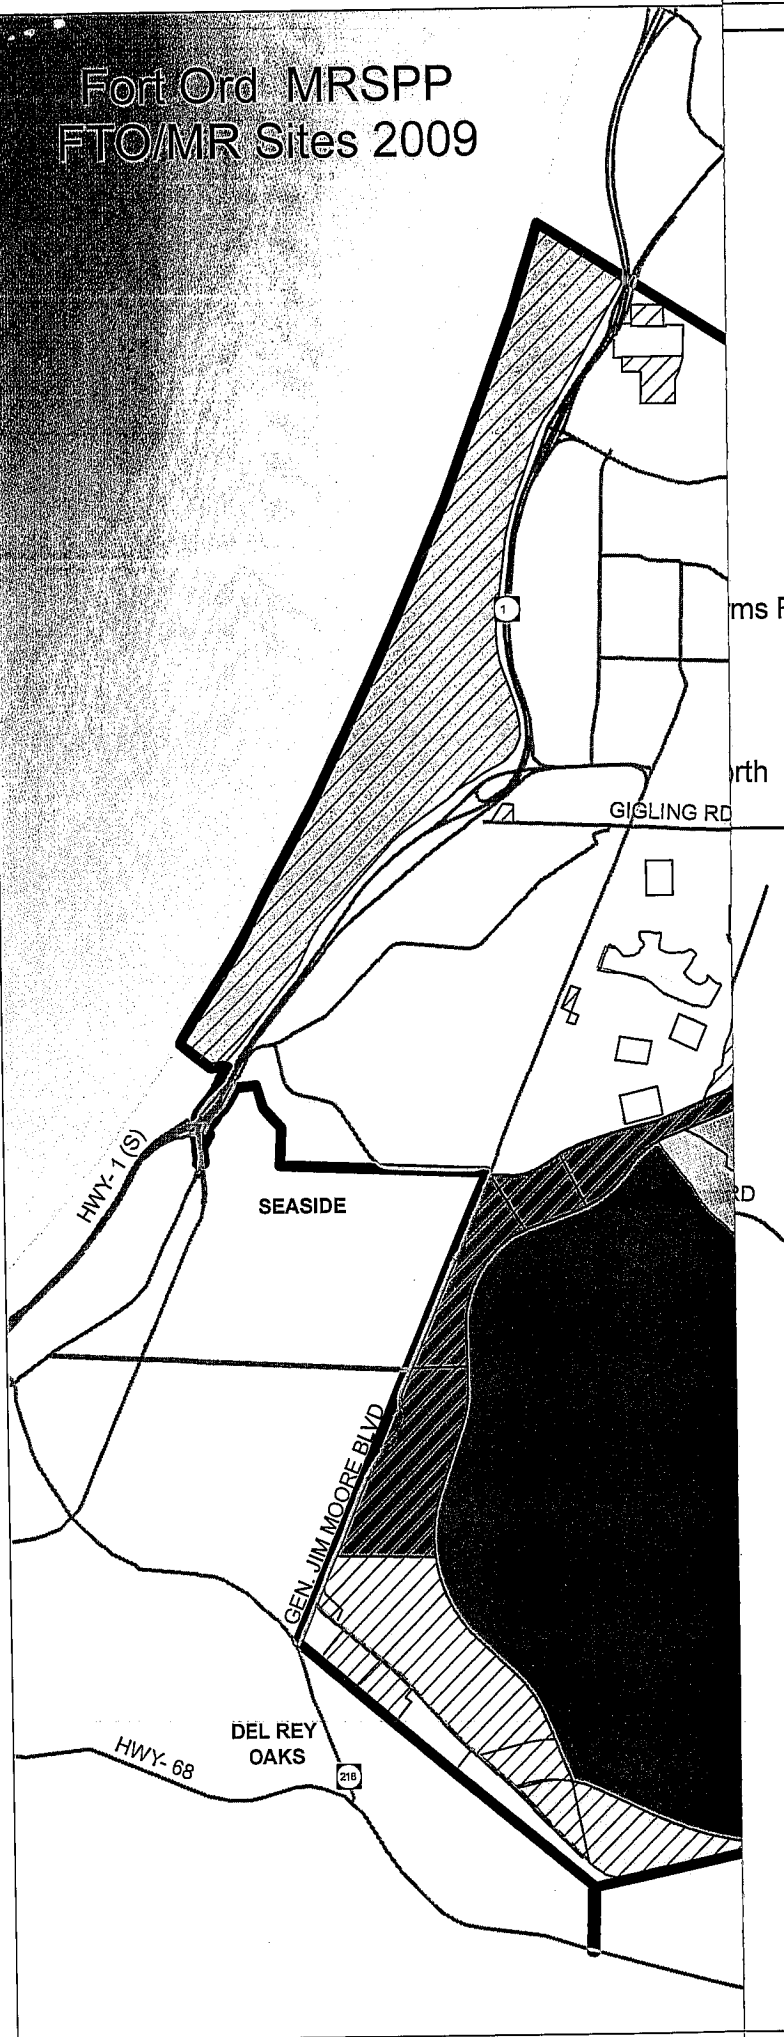 Fort Ord MRSPP
FTO/MR Sites 2009
1
GIGLING RD
HWY-1 (S)
SEASIDE
RD
GEN. JIM MOORE BLVD
DEL REY
OAKS
HWY-68
218